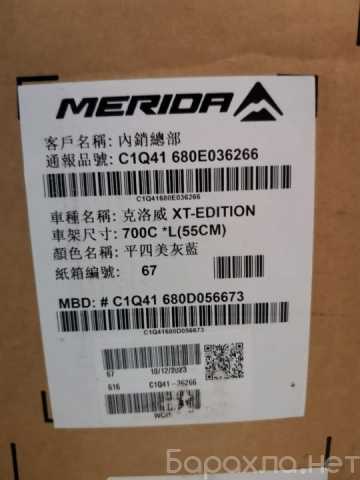 MERIDA
客戶名稱: 內銷總部
通報品號: C1Q41 680E036266
C1Q41680E036266
車種名稱: 克洛威 XT-EDITION
車架尺寸: 700C *L(55CM)
顏色名稱: 平四美灰藍
紙箱編號: 67
MBD: # C1Q41 680D056673
C1Q41680D056673
67 10/12/2023
616 C1Q41-36266
Барахла.нет